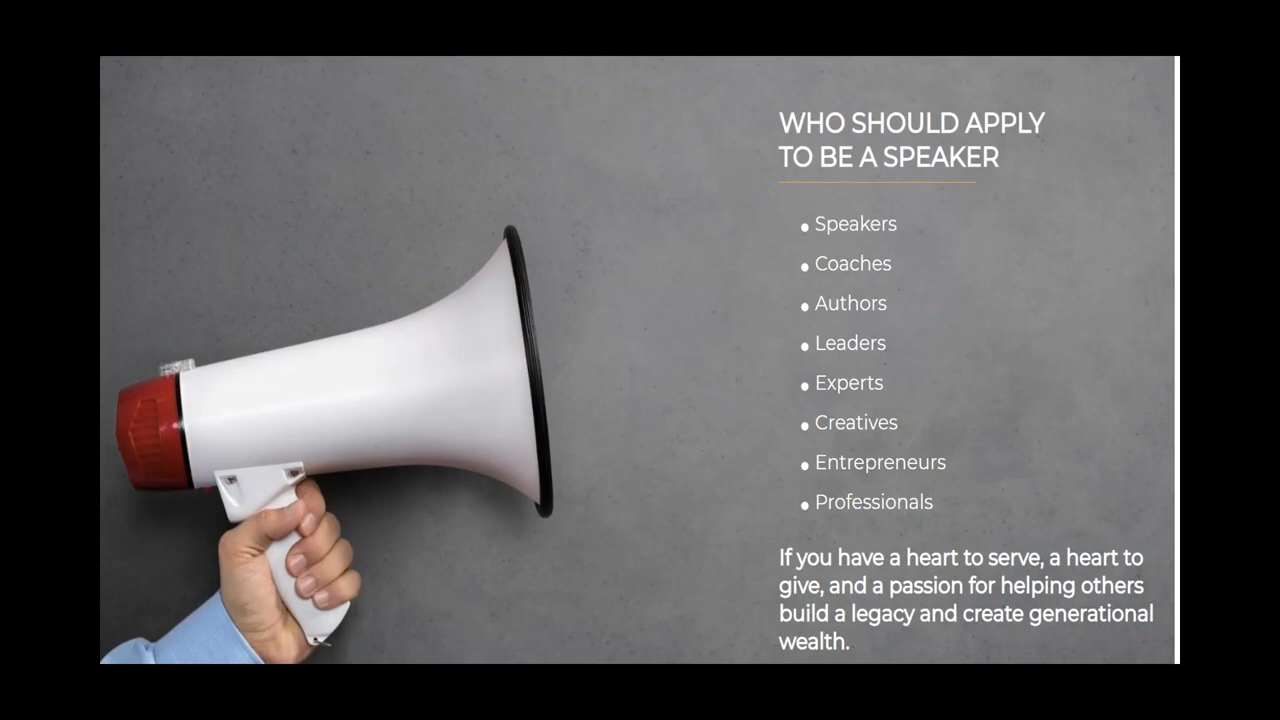 WHO SHOULD APPLY
TO BE A SPEAKER
• Speakers
• Coaches
• Authors
• Leaders
• Experts
• Creatives
• Entrepreneurs
• Professionals
If you have a heart to serve, a heart to
give, and a passion for helping others
build a legacy and create generational
wealth.